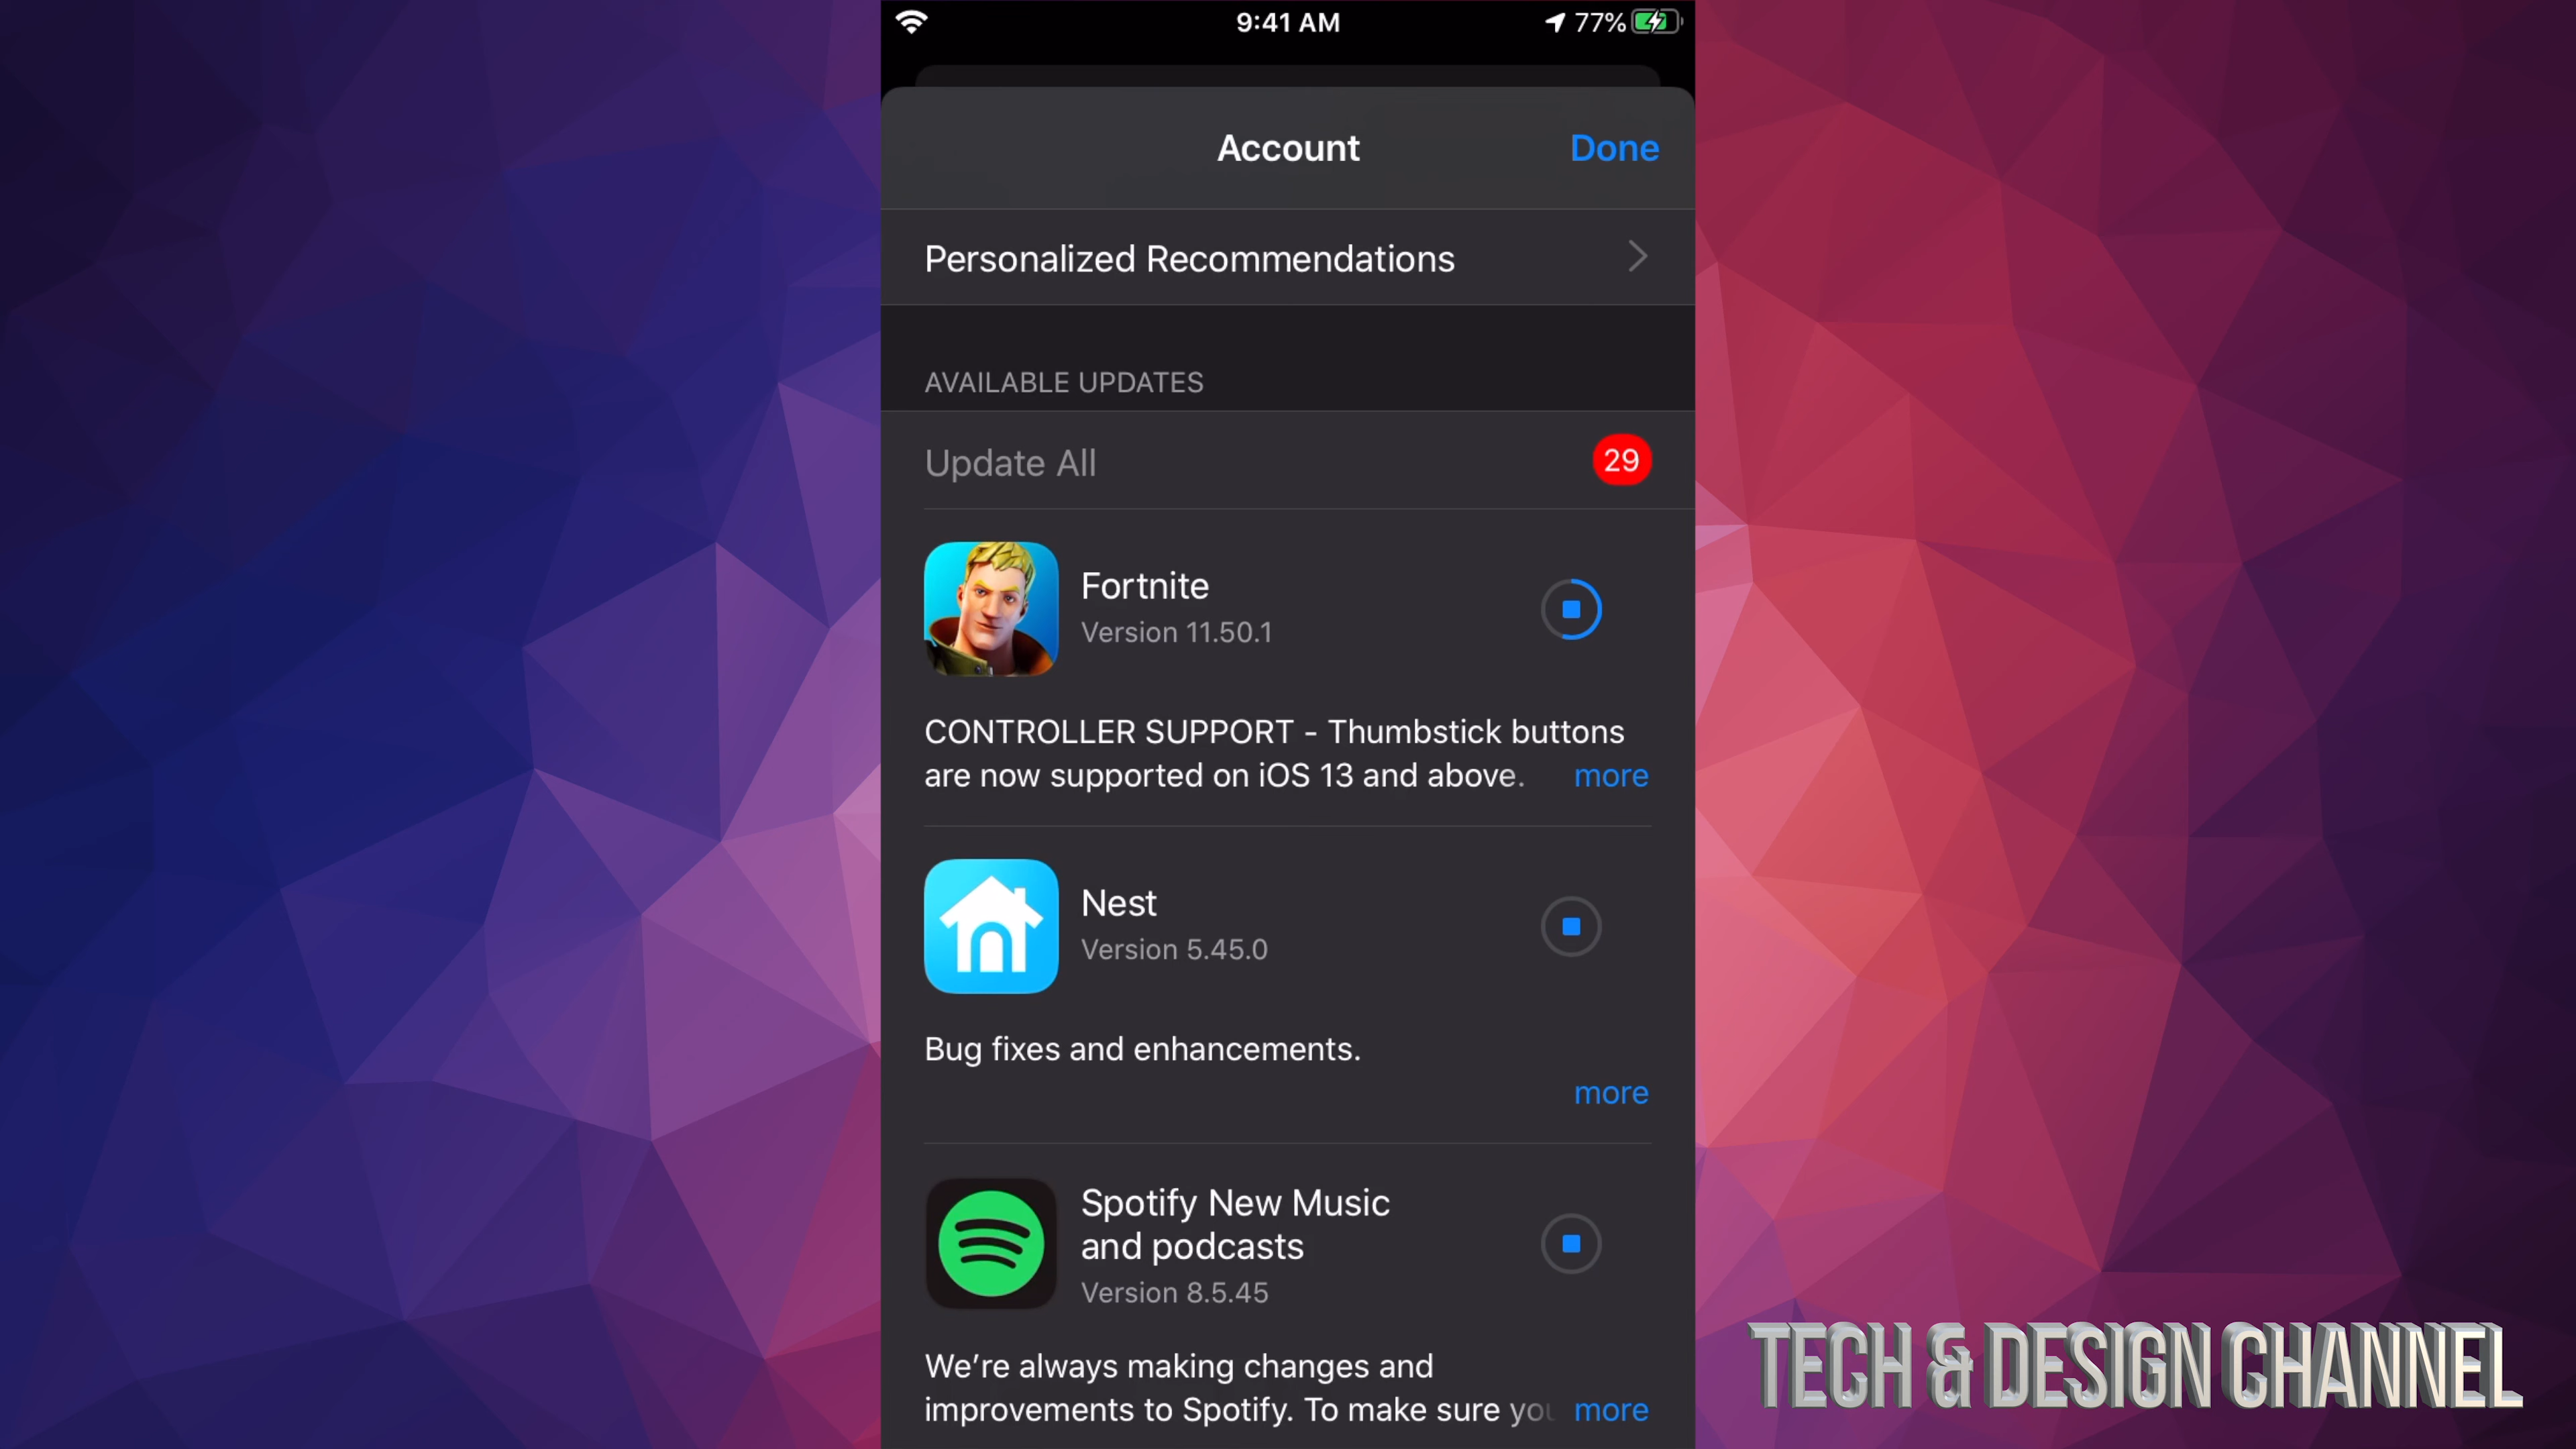 9:41 AM
77%
Account
Done
Personalized Recommendations
AVAILABLE UPDATES
Update All
29
Fortnite
Version 11.50.1
CONTROLLER SUPPORT - Thumbstick buttons
are now supported on iOS 13 and above. more
Nest
Version 5.45.0
Bug fixes and enhancements.
more
Spotify New Music
and podcasts
Version 8.5.45
We're always making changes and
improvements to Spotify. To make sure you more
TECH & DESIGN CHANNEL